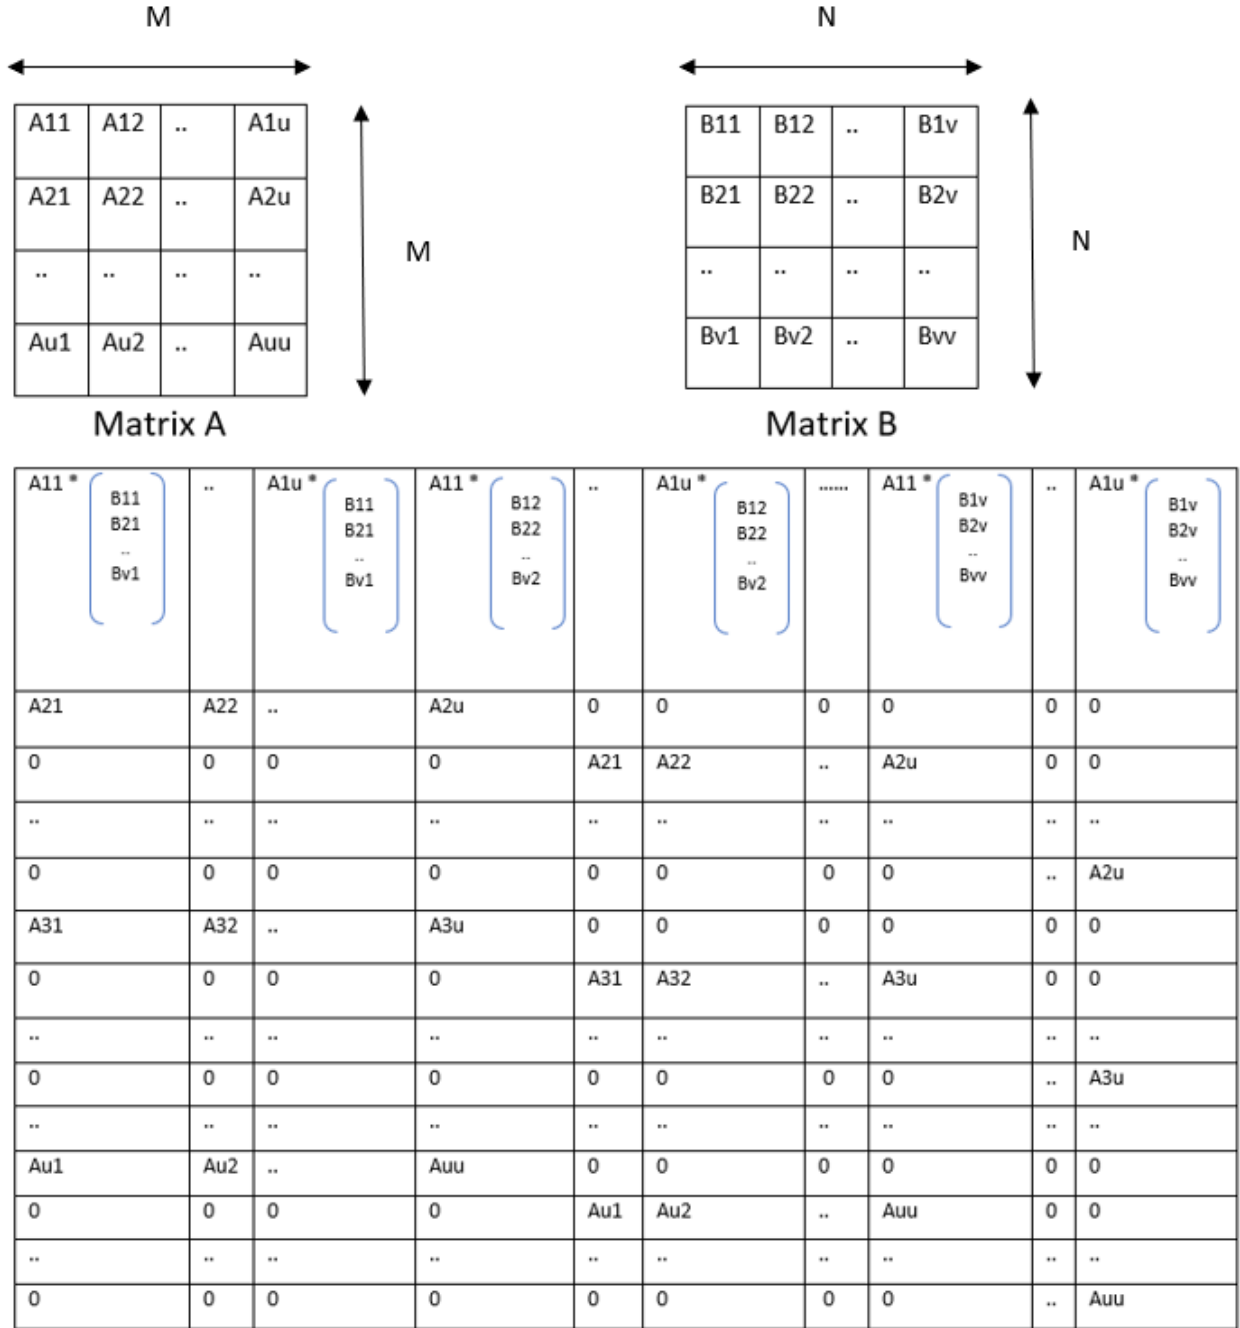 M N
A11 A12 .. A1u B11 B12 .. B1v
A21 A22 .. A2u B21 B22 .. B2v
M N
.. .. .. .. .. .. .. ..
Au1 Au2 .. Auu Bv1 Bv2 .. Bvv
Matrix A Matrix B
A11 * .. A1u * A11 * .. A1u * ...... A11 * .. A1u *
B11 B11 B12 B12 B1v B1v
B21 B21 B22 B22 B2v B2v
.. .. .. .. .. ..
Bv1 Bv1 Bv2 Bv2 Bvv Bvv
A21 A22 .. A2u 0 0 0 0 0 0
0 0 0 0 A21 A22 .. A2u 0 0
.. .. .. .. .. .. .. .. .. ..
0 0 0 0 0 0 0 0 .. A2u
A31 A32 .. A3u 0 0 0 0 0 0
0 0 0 0 A31 A32 .. A3u 0 0
.. .. .. .. .. .. .. .. .. ..
0 0 0 0 0 0 0 0 .. A3u
.. .. .. .. .. .. .. .. .. ..
Au1 Au2 .. Auu 0 0 0 0 0 0
0 0 0 0 Au1 Au2 .. Auu 0 0
.. .. .. .. .. .. .. .. .. ..
0 0 0 0 0 0 0 0 .. Auu